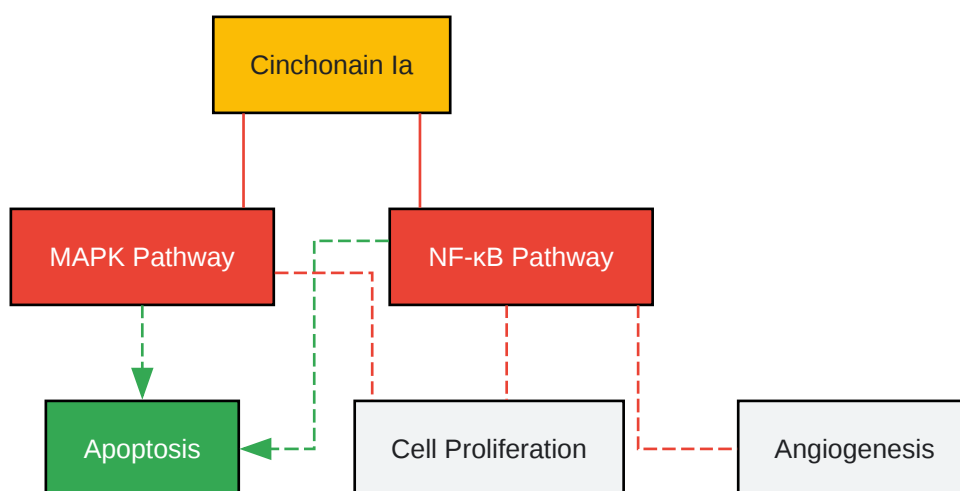 Cinchonain Ia
MAPK Pathway
NF-κB Pathway
Apoptosis
Cell Proliferation
Angiogenesis